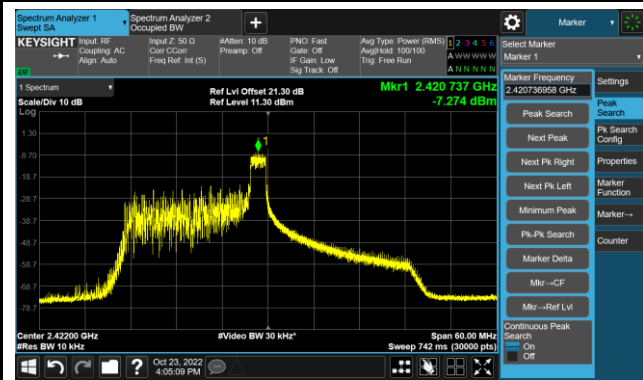 Spectrum Analyzer 1
Swept SA
Spectrum Analyzer 2
Occupied BW
+
Marker
KEYSIGHT
Input: RF
Coupling: AC
Align: Auto
Input Z: 50 Ω
Corr CCorr
Freq Ref: Int (S)
#Atten: 10 dB
Preamp: Off
PNO: Fast
Gate: Off
IF Gain: Low
Sig Track: Off
Avg Type: Power (RMS)
Avg|Hold: 100/100
Trig: Free Run
1 2 3 4 5 6
A W W W W W
A N N N N N
Select Marker
Marker 1
LV
1 Spectrum
Scale/Div 10 dB
Log
Ref Lvl Offset 21.30 dB
Ref Level 11.30 dBm
Mkr1 2.420 737 GHz
-7.274 dBm
1.30
-8.70
-18.7
-28.7
-38.7
-48.7
-58.7
-68.7
-78.7
1
Center 2.42200 GHz
#Res BW 10 kHz
#Video BW 30 kHz*
Span 60.00 MHz
Sweep 742 ms (30000 pts)
Marker Frequency
2.420736958 GHz
Peak Search
Next Peak
Next Pk Right
Next Pk Left
Minimum Peak
Pk-Pk Search
Marker Delta
Mkr→CF
Mkr→Ref Lvl
Continuous Peak
Search
On
Off
Settings
Peak
Search
Pk Search
Config
Properties
Marker
Function
Marker→
Counter
?
Oct 23, 2022
4:05:09 PM